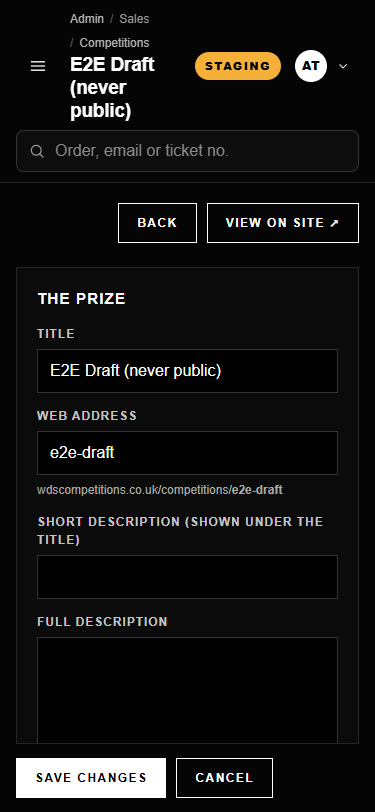 Admin / Sales
/ Competitions
E2E Draft
(never
public)
STAGING
AT
Order, email or ticket no.
BACK
VIEW ON SITE ↗
THE PRIZE
TITLE
E2E Draft (never public)
WEB ADDRESS
e2e-draft
wdscompetitions.co.uk/competitions/e2e-draft
SHORT DESCRIPTION (SHOWN UNDER THE
TITLE)
FULL DESCRIPTION
SAVE CHANGES
CANCEL